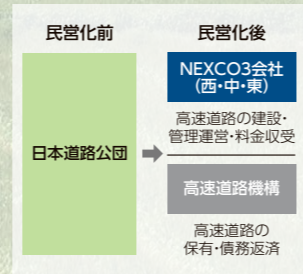 民営化前
民営化後
日本道路公団
NEXCO3会社
(西・中・東)
高速道路の建設・
管理運営・料金収受
高速道路機構
高速道路の
保有・債務返済